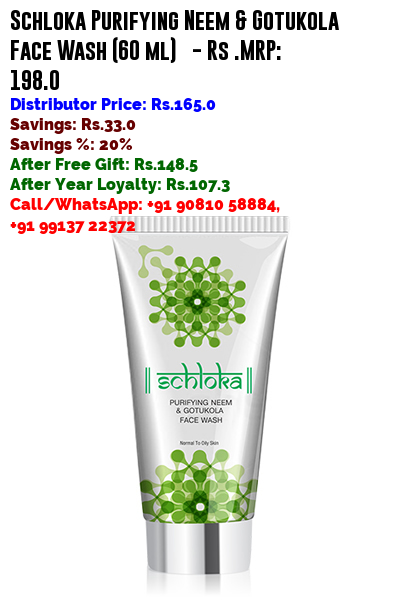 Schloka Purifying Neem & Gotukola
Face Wash (60 ml) - Rs .MRP:
198.0
Distributor Price: Rs.165.0
Savings: Rs.33.0
Savings %: 20%
After Free Gift: Rs.148.5
After Year Loyalty: Rs.107.3
Call/WhatsApp: +91 90810 58884,
+91 99137 22372
|| schloka ||
PURIFYING NEEM
& GOTUKOLA
FACE WASH
Normal To Oily Skin